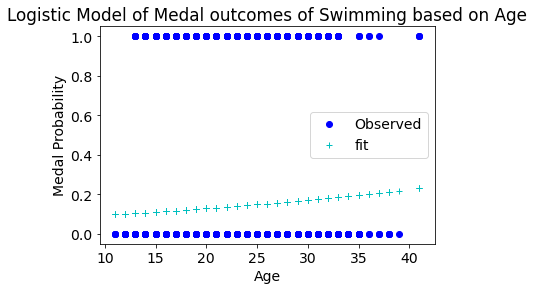 Logistic Model of Medal outcomes of Swimming based on Age
1.0
0.8
0.6
0.4
0.2
0.0
Medal Probability
Observed
fit
10 15 20 25 30 35 40
Age